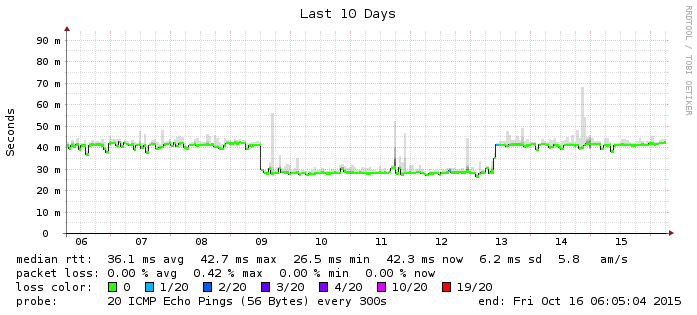 Last 10 Days
RRDTOOL / TOBI OETIKER
Seconds
90 m
80 m
70 m
60 m
50 m
40 m
30 m
20 m
10 m
0
06 07 08 09 10 11 12 13 14 15
median rtt: 36.1 ms avg 42.7 ms max 26.5 ms min 42.3 ms now 6.2 ms sd 5.8 am/s
packet loss: 0.00 % avg 0.42 % max 0.00 % min 0.00 % now
loss color: 0 1/20 2/20 3/20 4/20 10/20 19/20
probe: 20 ICMP Echo Pings (56 Bytes) every 300s end: Fri Oct 16 06:05:04 2015